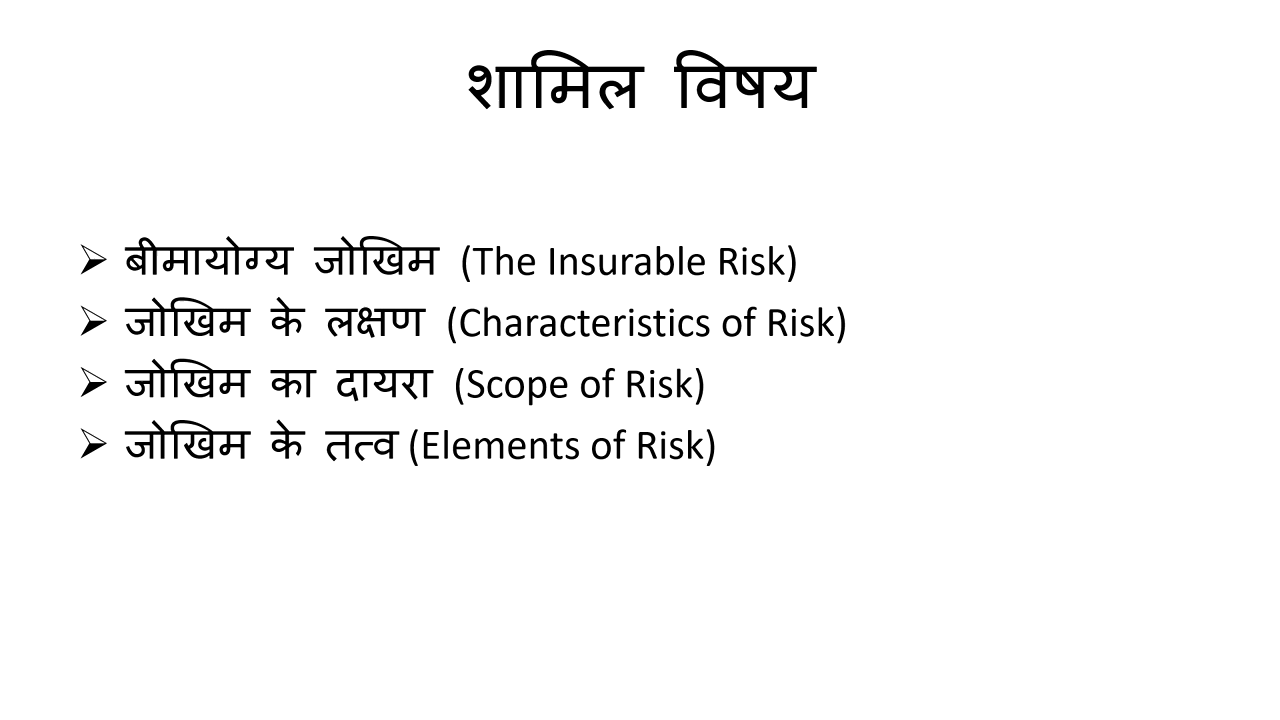 शामिल विषय
➢ बीमायोग्य जोखिम (The Insurable Risk)
➢ जोखिम के लक्षण (Characteristics of Risk)
➢ जोखिम का दायरा (Scope of Risk)
➢ जोखिम के तत्व (Elements of Risk)